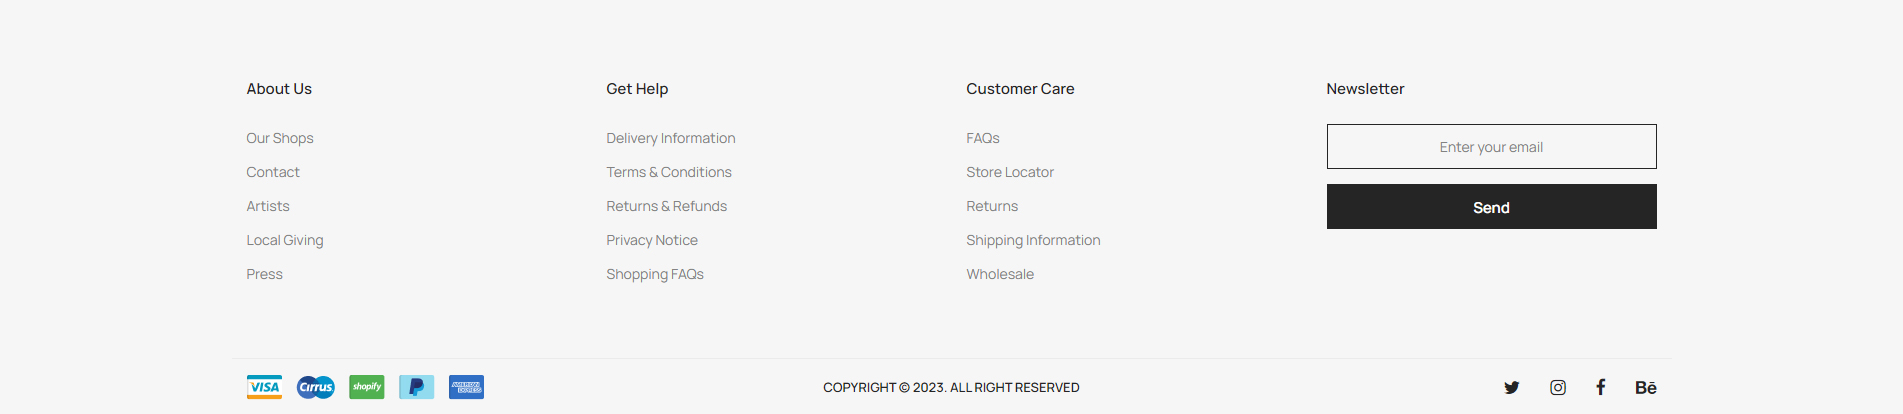 About Us
Our Shops
Contact
Artists
Local Giving
Press
Get Help
Delivery Information
Terms & Conditions
Returns & Refunds
Privacy Notice
Shopping FAQs
Customer Care
FAQs
Store Locator
Returns
Shipping Information
Wholesale
Newsletter
Enter your email
Send
VISA
Cirrus
shopify
AMERICAN
EXPRESS
COPYRIGHT © 2023. ALL RIGHT RESERVED
Bē